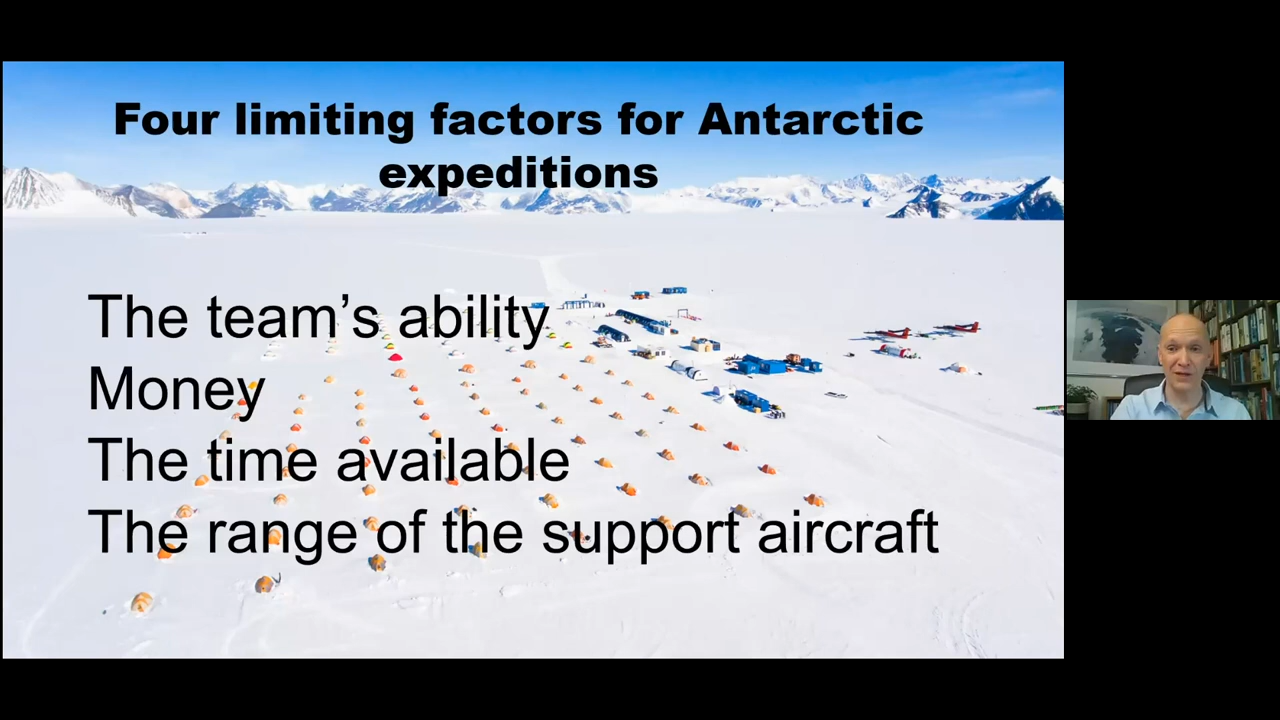 Four limiting factors for Antarctic
expeditions
The team’s ability
Money
The time available
The range of the support aircraft